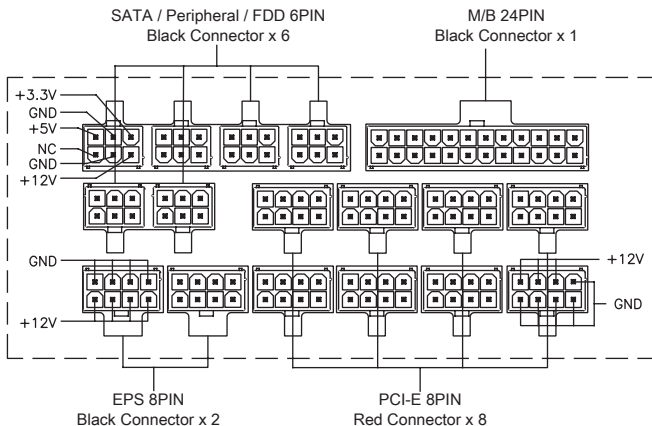 SATA / Peripheral / FDD 6PIN
Black Connector x 6
M/B 24PIN
Black Connector x 1
+3.3V
GND
+5V
NC
GND
+12V
GND
+12V
+12V
GND
EPS 8PIN
Black Connector x 2
PCI-E 8PIN
Red Connector x 8